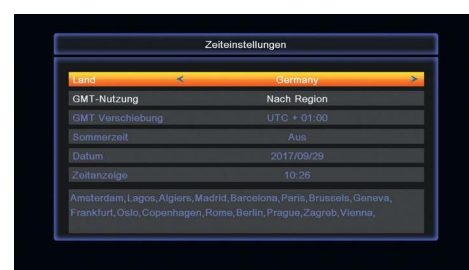 Zeiteinstellungen
Land < Germany >
GMT-Nutzung Nach Region
GMT Verschiebung UTC + 01:00
Sommerzeit Aus
Datum 2017/09/29
Zeitanzeige 10:26
Amsterdam,Lagos,Algiers,Madrid,Barcelona,Paris,Brussels,Geneva,
Frankfurt,Oslo,Copenhagen,Rome,Berlin,Prague,Zagreb,Vienna,